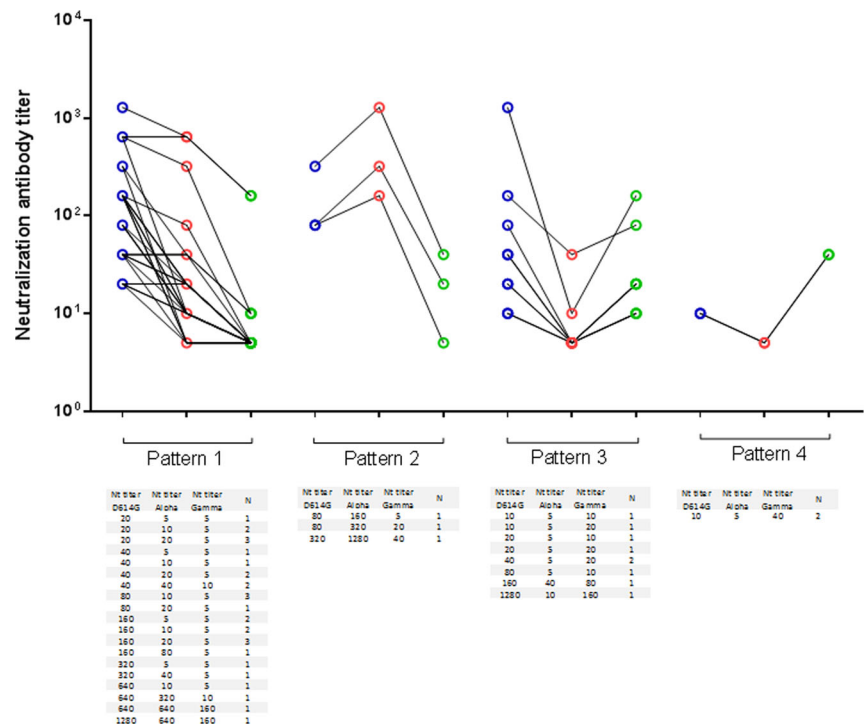 10⁴
10³
10²
10¹
10⁰
Neutralization antibody titer
Pattern 1
Pattern 2
Pattern 3
Pattern 4
Nt titer D614G Nt titer Alpha Nt titer Gamma N
20 5 5 1
20 10 5 2
20 20 5 3
40 5 5 1
40 10 5 1
40 20 5 2
40 40 10 2
80 10 5 3
80 20 5 1
160 5 5 2
160 10 5 2
160 20 5 3
160 80 5 1
320 5 5 1
320 40 5 1
640 10 5 1
640 320 10 1
640 640 160 1
1280 640 160 1
Nt titer D614G Nt titer Alpha Nt titer Gamma N
80 160 5 1
80 320 20 1
320 1280 40 1
Nt titer D614G Nt titer Alpha Nt titer Gamma N
10 5 10 1
10 5 20 1
20 5 10 1
20 5 20 1
40 5 20 2
80 5 10 1
160 40 80 1
1280 10 160 1
Nt titer D614G Nt titer Alpha Nt titer Gamma N
10 5 40 2